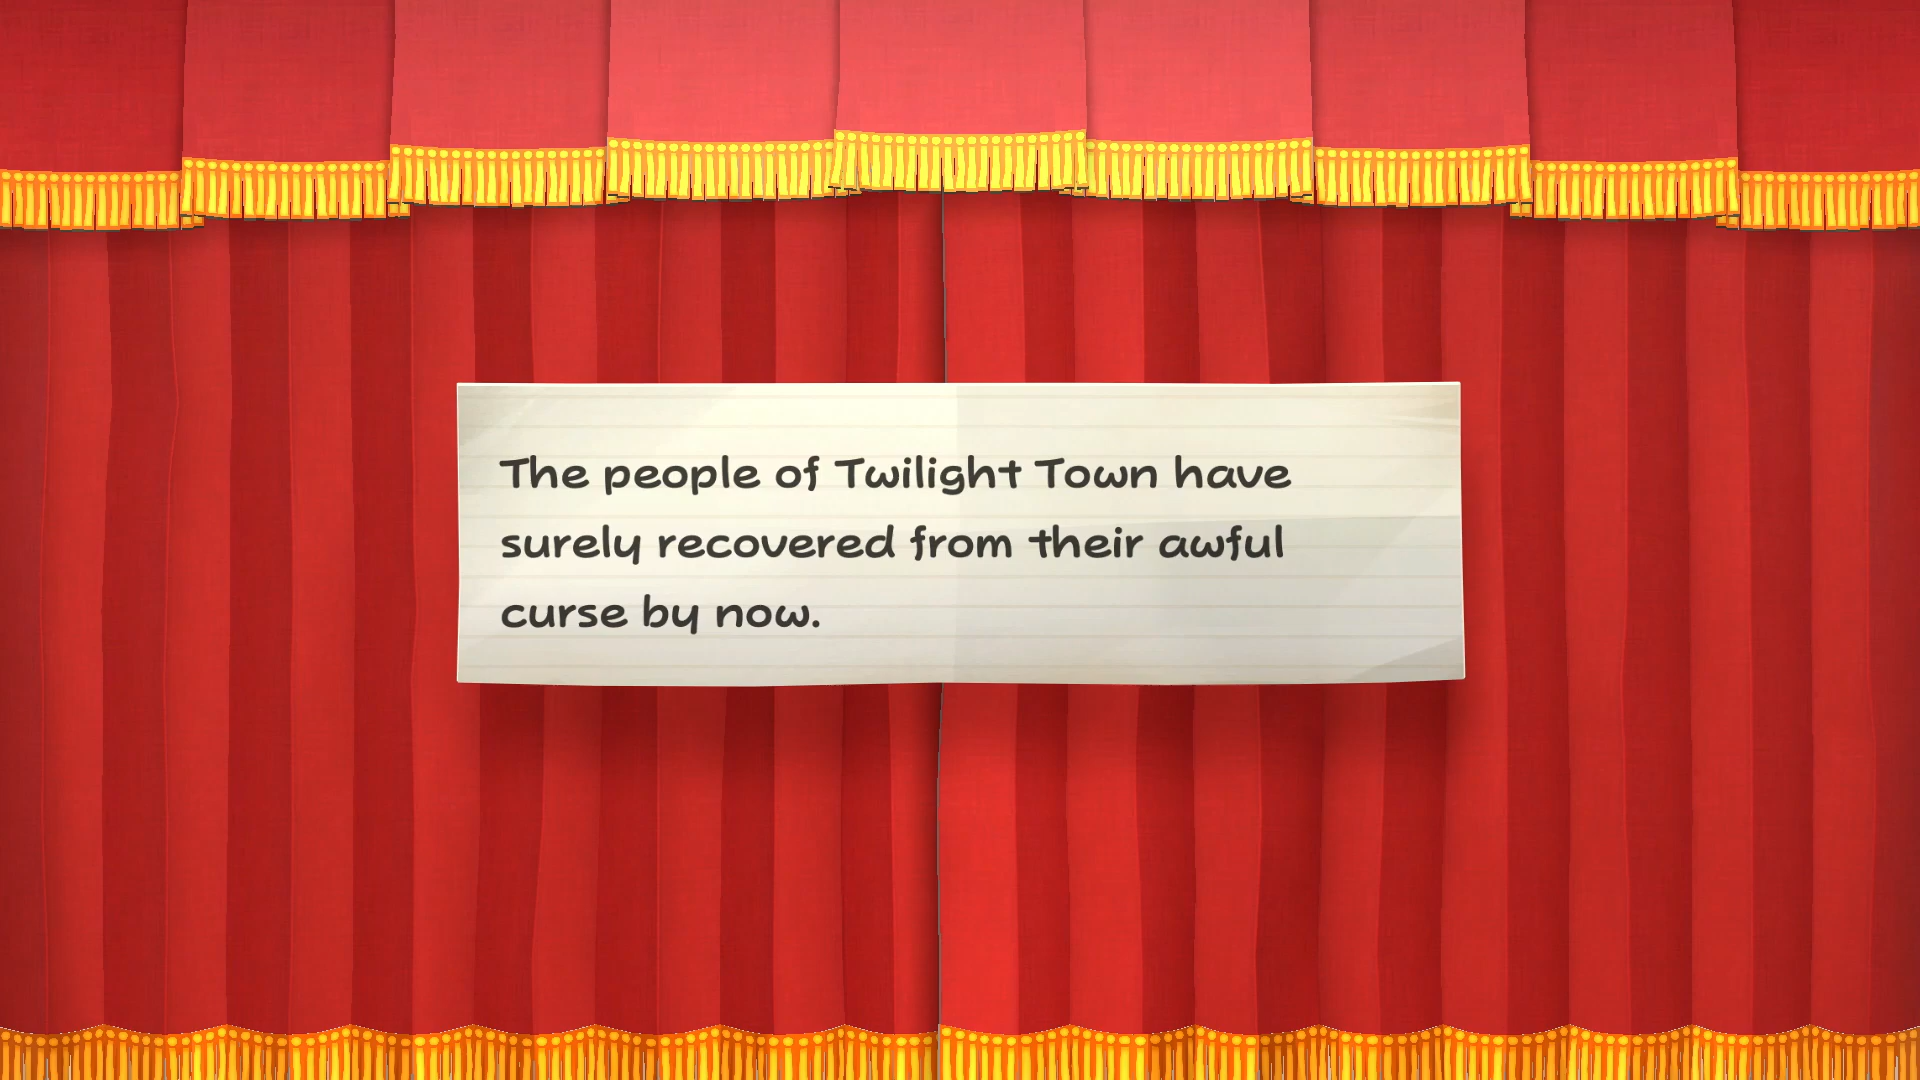 The people of Twilight Town have
surely recovered from their awful
curse by now.